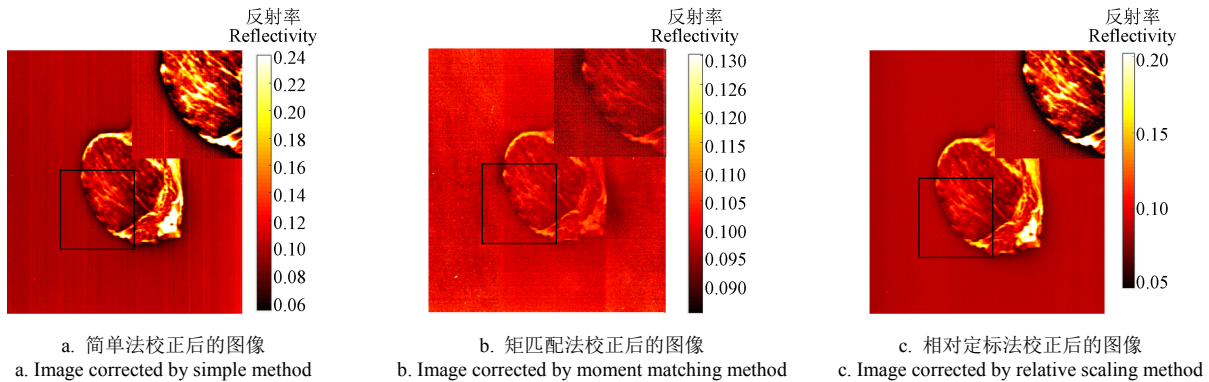 反射率
Reflectivity
0.24
0.22
0.20
0.18
0.16
0.14
0.12
0.10
0.08
0.06
a. 简单法校正后的图像
a. Image corrected by simple method
反射率
Reflectivity
0.130
0.126
0.120
0.115
0.110
0.105
0.100
0.095
0.090
b. 矩匹配法校正后的图像
b. Image corrected by moment matching method
反射率
Reflectivity
0.20
0.15
0.10
0.05
c. 相对定标法校正后的图像
c. Image corrected by relative scaling method